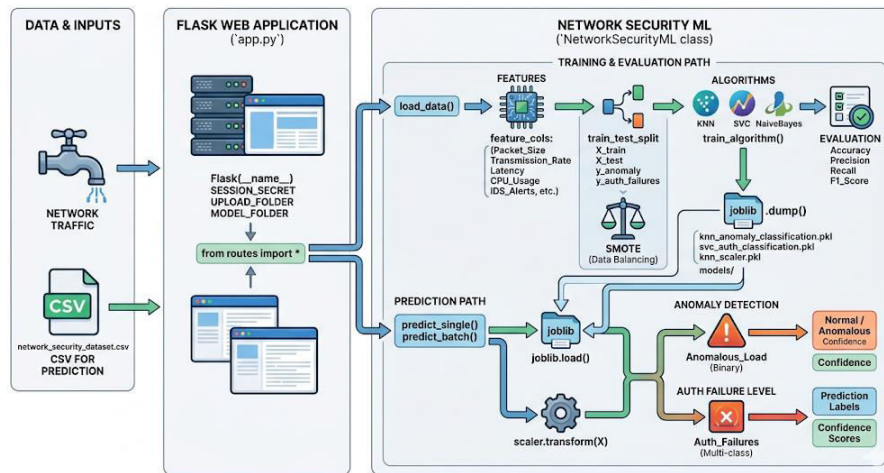 DATA & INPUTS
NETWORK
TRAFFIC
CSV
network_security_dataset.csv
CSV FOR
PREDICTION
FLASK WEB APPLICATION
(`app.py`)
Flask(__name__)
SESSION_SECRET
UPLOAD_FOLDER
MODEL_FOLDER
from routes import *
NETWORK SECURITY ML
(`NetworkSecurityML class)
TRAINING & EVALUATION PATH
load_data()
FEATURES
feature_cols:
(Packet_Size
Transmission_Rate
Latency
CPU_Usage
IDS_Alerts, etc.)
train_test_split
X_train
X_test
y_anomaly
y_auth_failures
SMOTE
(Data Balancing)
ALGORITHMS
KNN
SVC
NaiveBayes
train_algorithm()
EVALUATION
Accuracy
Precision
Recall
F1_Score
joblib
.dump()
knn_anomaly_classification.pkl
svc_auth_classification.pkl
knn_scaler.pkl
models/
PREDICTION PATH
predict_single()
predict_batch()
joblib
joblib.load()
scaler.transform(X)
ANOMALY DETECTION
Anomalous_Load
(Binary)
Normal /
Anomalous
Confidence
Confidence
AUTH FAILURE LEVEL
Auth_Failures
(Multi-class)
Prediction
Labels
Confidence
Scores